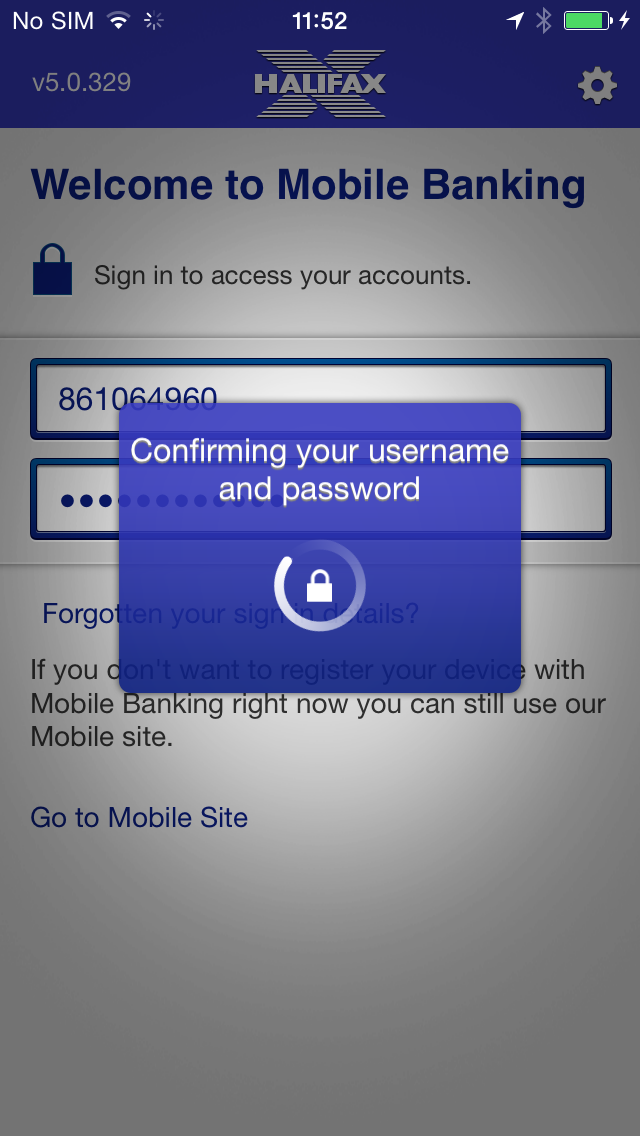 No SIM 11:52
v5.0.329 HALIFAX
Welcome to Mobile Banking
Sign in to access your accounts.
861064960
Confirming your username
and password
Forgotten your sign in details?
If you don't want to register your device with
Mobile Banking right now you can still use our
Mobile site.
Go to Mobile Site